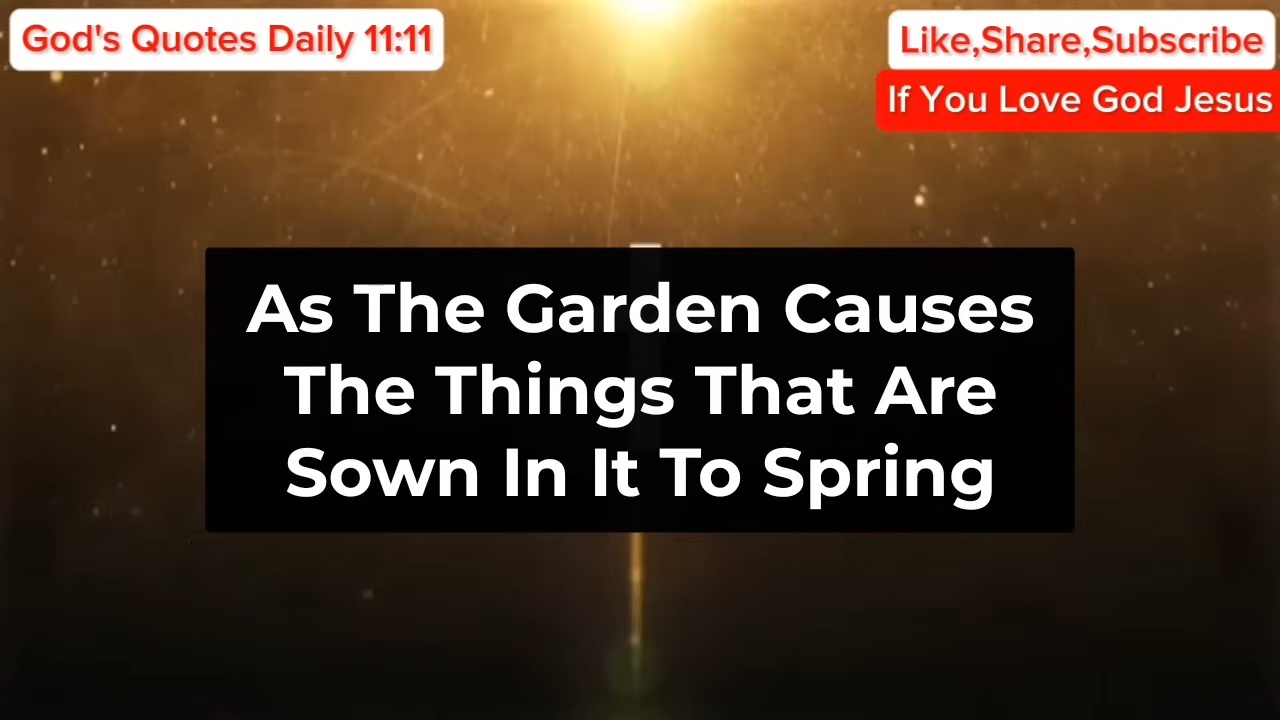 God's Quotes Daily 11:11
Like,Share,Subscribe
If You Love God Jesus
As The Garden Causes
The Things That Are
Sown In It To Spring